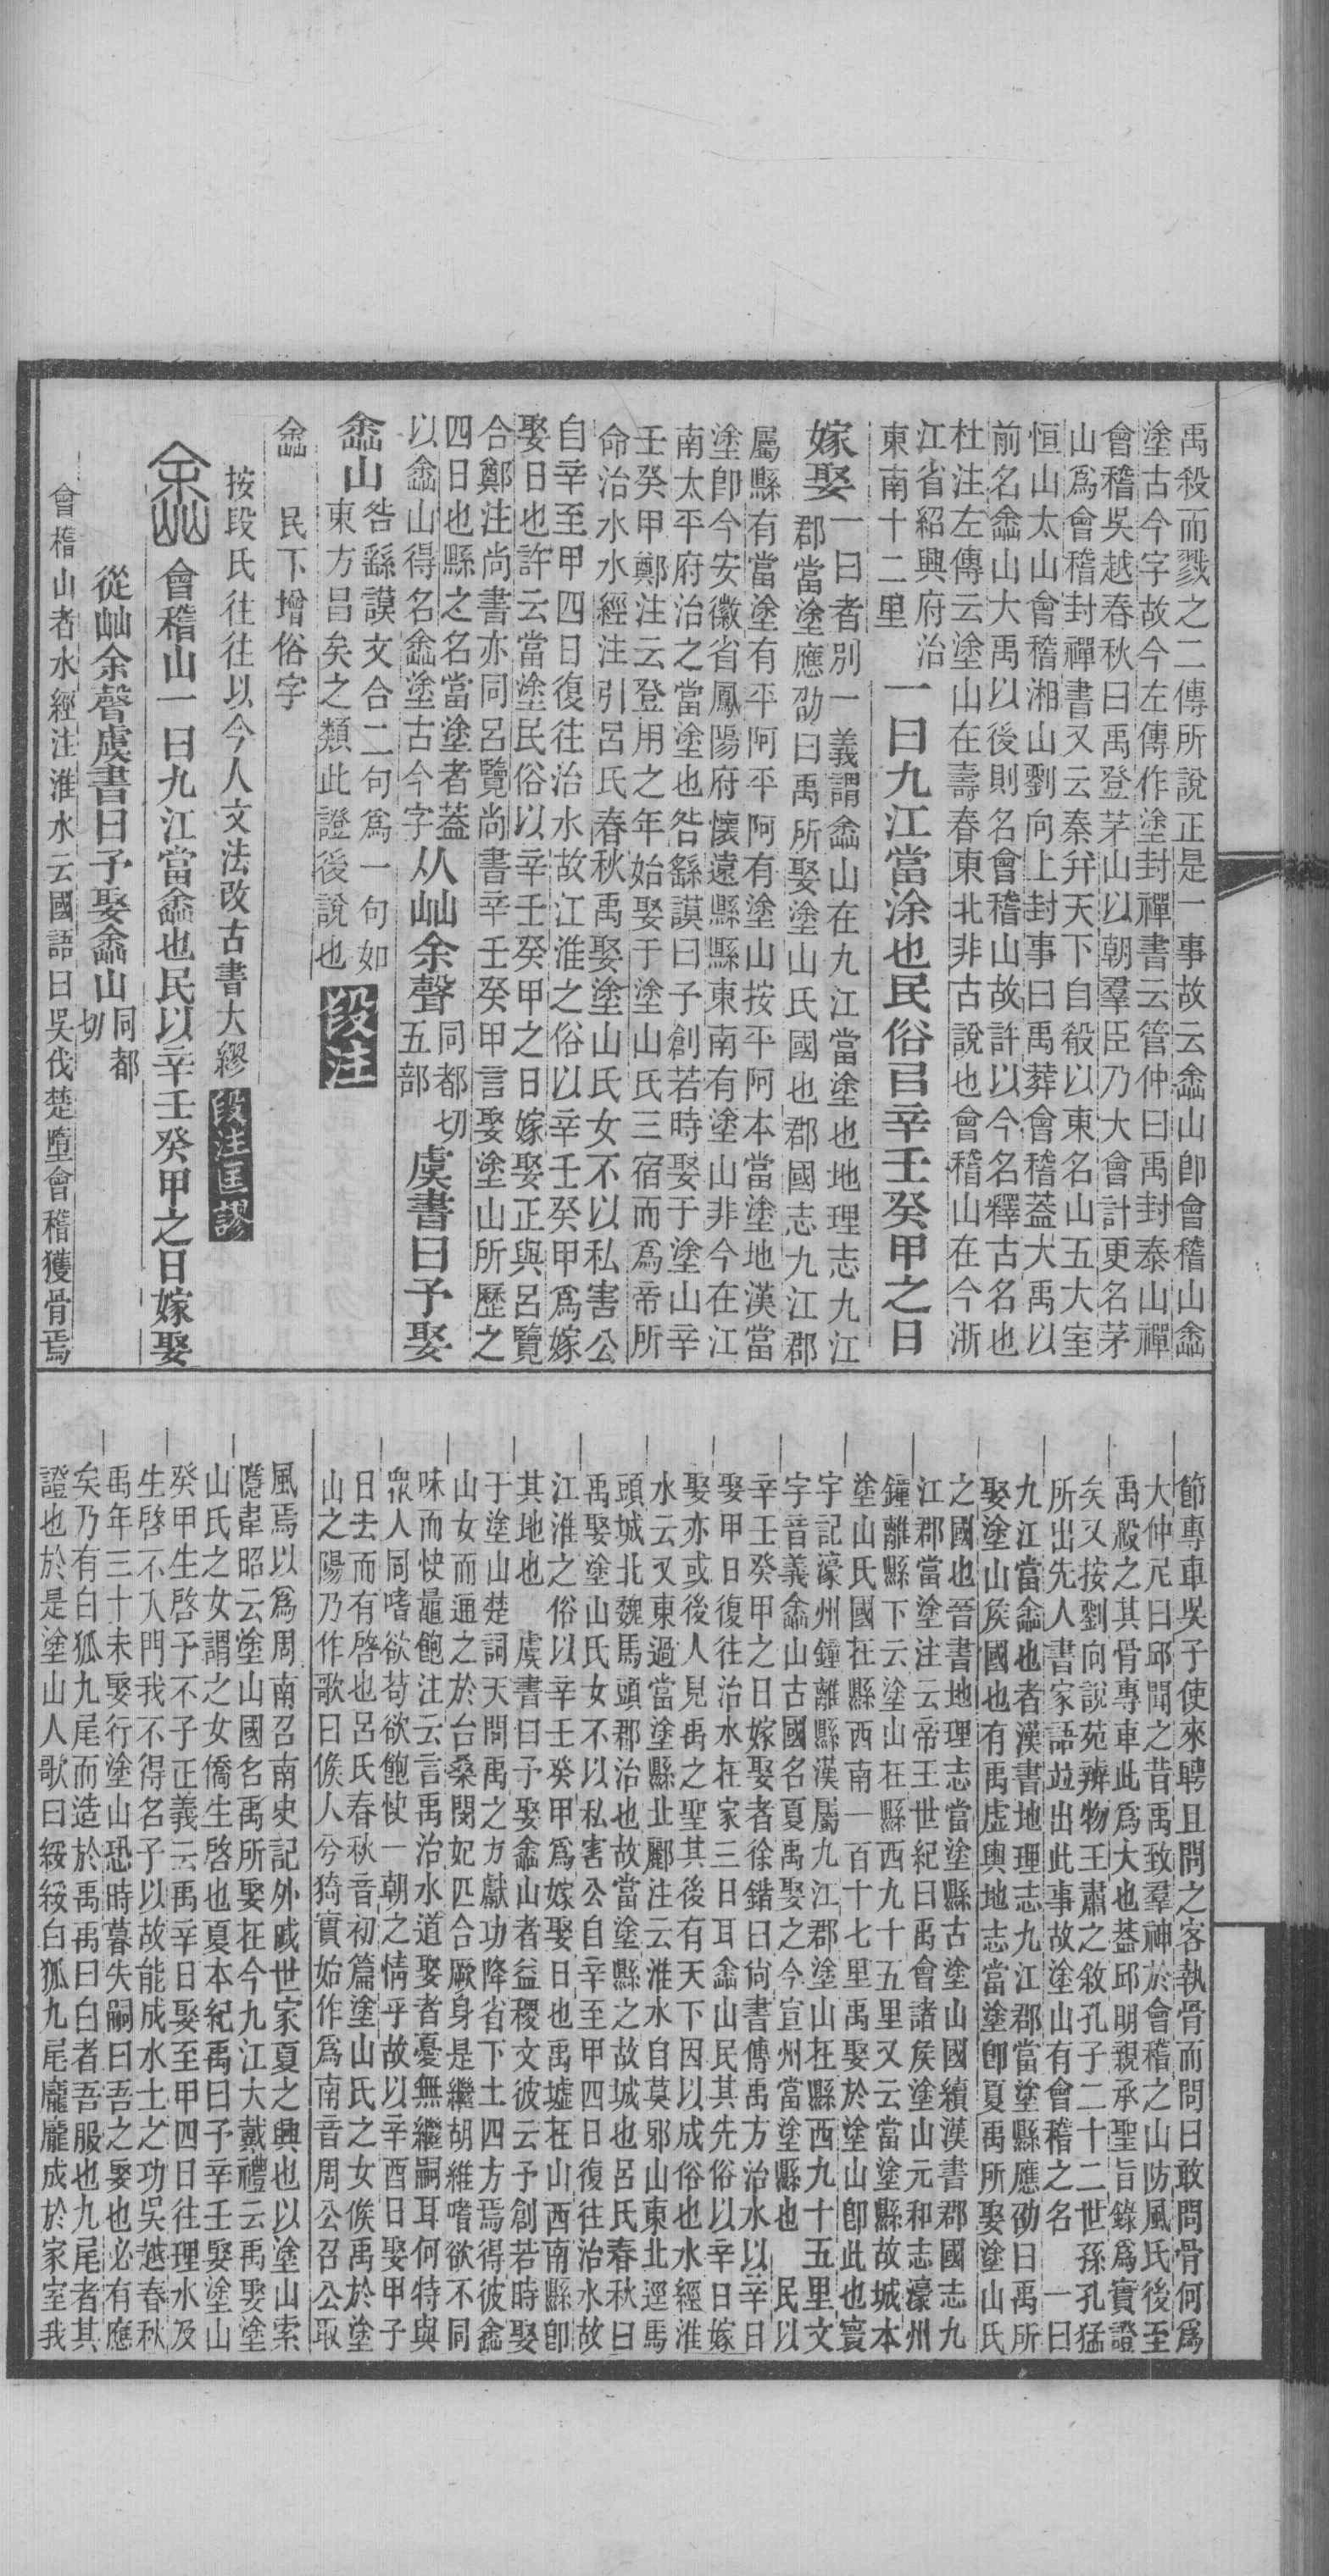 禹殺而戮之二傳所說正是一事故云嵞山卽會稽山嵞
塗古今字故今左傳作塗封禪書云管仲曰禹封泰山禪
會稽吳越春秋曰禹登茅山以朝羣臣乃大會計更名茅
山爲會稽封禪書又云秦幷天下自殽以東名山五大室
恒山太山會稽湘山劉向上封事曰禹葬會稽蓋大禹以
前名嵞山大禹以後則名會稽山故許以今名釋古名也
杜注左傳云塗山在壽春東北非古說也會稽山在今浙
江省紹興府治
東南十二里
一曰九江當涂也民俗㠯辛壬癸甲之日
嫁娶
一曰者別一義謂嵞山在九江當塗也地理志九江
郡當塗應劭曰禹所娶塗山氏國也郡國志九江郡
屬縣有當塗有平阿平阿有塗山按平阿本當塗地漢當
塗卽今安徽省鳳陽府懷遠縣縣東南有塗山非今在江
南太平府治之當塗也咎繇謨曰予創若時娶于塗山辛
壬癸甲鄭注云登用之年始娶于塗山氏三宿而爲帝所
命治水水經注引呂氏春秋禹娶塗山氏女不以私害公
自辛至甲四日復往治水故江淮之俗以辛壬癸甲爲嫁
娶日也許云當塗民俗以辛壬癸甲之日嫁娶正與呂覽
合鄭注尚書亦同呂覽尚書辛壬癸甲言娶塗山所歷之
四日也縣之名當塗者蓋
以嵞山得名嵞塗古今字
从屾余聲
同都切
五部
虞書曰予娶
嵞山
咎繇謨文合二句爲一句如
東方昌矣之類此證後說也
段注
嵞 民下增俗字
按段氏往往以今人文法改古書大繆
段注匡謬
嵞
會稽山一曰九江當嵞也民以辛壬癸甲之日嫁娶
從屾余聲虞書曰予娶嵞山
同都
切
會稽山者水經注淮水云國語曰吳伐楚墮會稽獲骨焉
節專車吳子使來聘且問之客執骨而問曰敢問骨何爲
大仲尼曰邱聞之昔禹致羣神於會稽之山防風氏後至
禹殺之其骨專車此爲大也蓋邱明親承聖旨錄爲實證
矣又按劉向說苑辨物王肅之敘孔子二十二世孫孔猛
所出先人書家語竝出此事故塗山有會稽之名 一曰
九江當嵞也者漢書地理志九江郡當塗縣應劭曰禹所
娶塗山矦國也有禹虛輿地志當塗卽夏禹所娶塗山氏
之國也晉書地理志當塗縣古塗山國續漢書郡國志九
江郡當塗注云帝王世紀曰禹會諸矦塗山元和志濠州
鐘離縣下云塗山在縣西九十五里又云當塗縣故城本
塗山氏國在縣西南一百十七里禹娶於塗山卽此也寰
宇記濠州鐘離縣漢屬九江郡塗山在縣西九十五里文
字音義嵞山古國名夏禹娶之今宣州當塗縣也 民以
辛壬癸甲之日嫁娶者徐鍇曰尙書傳禹方治水以辛日
娶甲日復往治水在家三日耳嵞山民其先俗以辛日嫁
娶亦或後人見禹之聖其後有天下因以成俗也水經淮
水云又東過當塗縣北酈注云淮水自莫邪山東北逕馬
頭城北魏馬頭郡治也故當塗縣之故城也呂氏春秋曰
禹娶塗山氏女不以私害公自辛至甲四日復往治水故
江淮之俗以辛壬癸甲爲嫁娶日也禹墟在山西南縣卽
其地也 虞書曰予娶嵞山者益稷文彼云予創若時娶
于塗山楚詞天問禹之力獻功降省下土四方焉得彼嵞
山女而通之於台桑閔妃匹合厥身是繼胡維嗜欲不同
味而快鼂飽注云言禹治水道娶者憂無繼嗣耳何特與
衆人同嗜欲苟欲飽快一朝之情乎故以辛酉日娶甲子
日去而有啓也呂氏春秋音初篇塗山氏之女候禹於塗
山之陽乃作歌曰候人兮猗實始作爲南音周公召公取
風焉以爲周南召南史記外戚世家夏之興也以塗山索
隱韋昭云塗山國名禹所娶在今九江大戴禮云禹娶塗
山氏之女謂之女僑生啓也夏本紀禹曰予辛壬娶塗山
癸甲生啓予不子正義云禹辛日娶至甲四日往理水及
生啓不入門我不得名子以故能成水土之功吳越春秋
禹年三十未娶行塗山恐時暮失嗣曰吾之娶也必有應
矣乃有白狐九尾而造於禹禹曰白者吾服也九尾者其
證也於是塗山人歌曰綏綏白狐九尾龐龐成於家室我